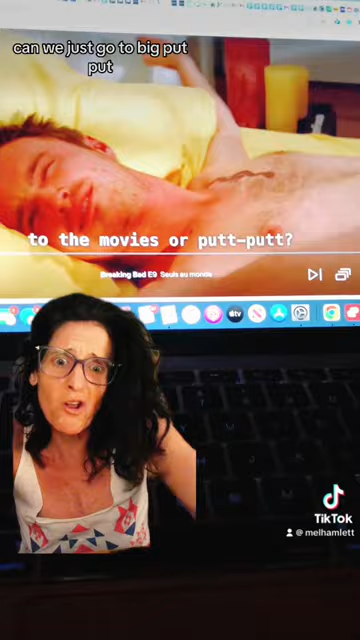 can we just go to big put
put
to the movies or putt-putt?
Breaking Bad E9 Seuls au monde
tv
TikTok
@ melhamlett